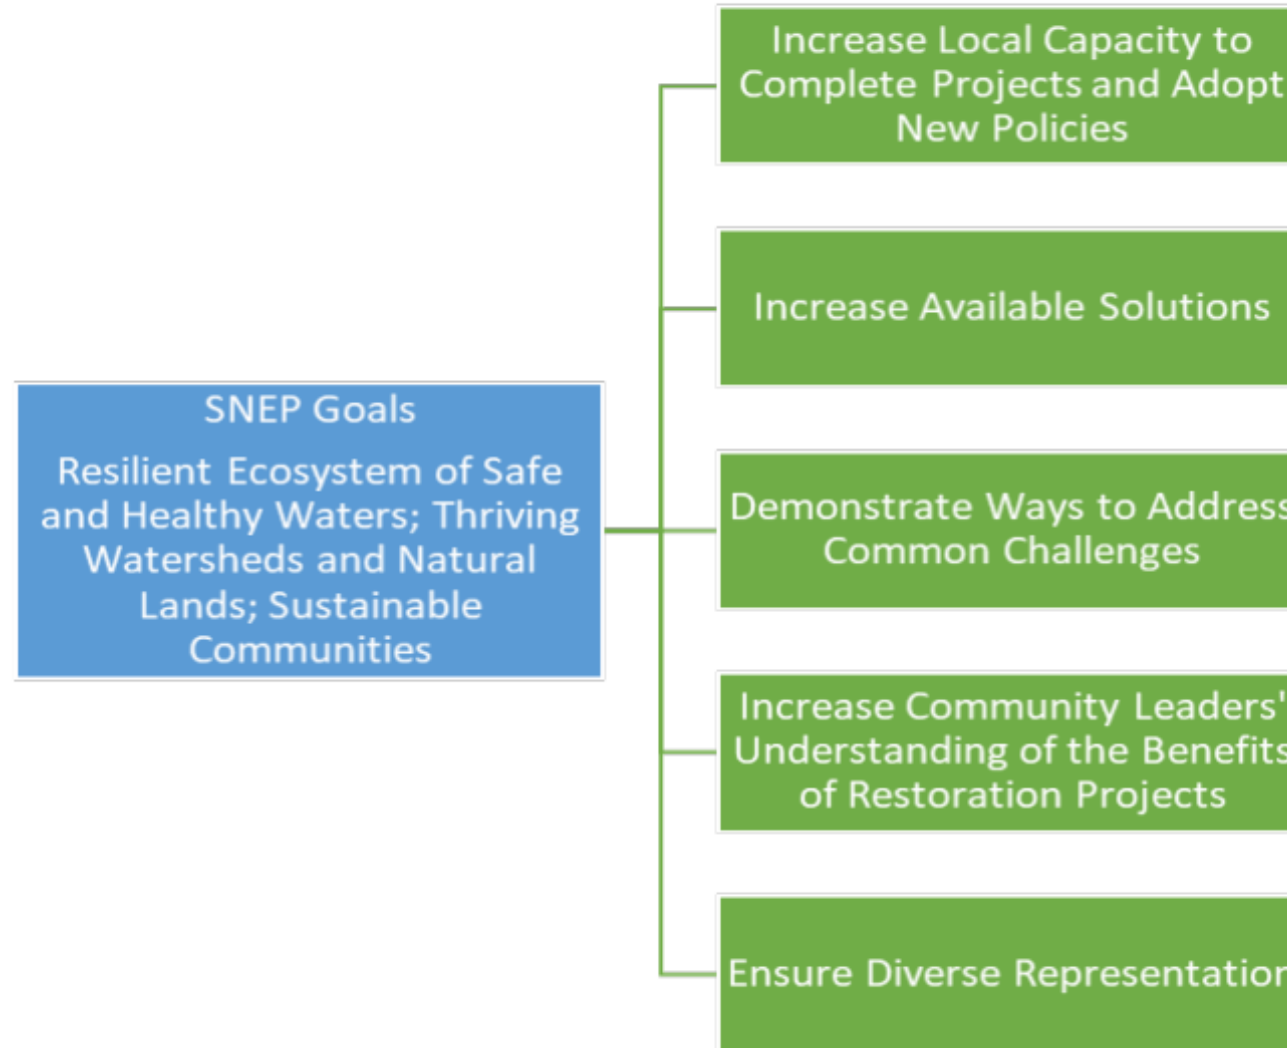 SNEP Goals
Resilient Ecosystem of Safe
and Healthy Waters; Thriving
Watersheds and Natural
Lands; Sustainable
Communities
Increase Local Capacity to
Complete Projects and Adopt
New Policies
Increase Available Solutions
Demonstrate Ways to Address
Common Challenges
Increase Community Leaders'
Understanding of the Benefits
of Restoration Projects
Ensure Diverse Representation